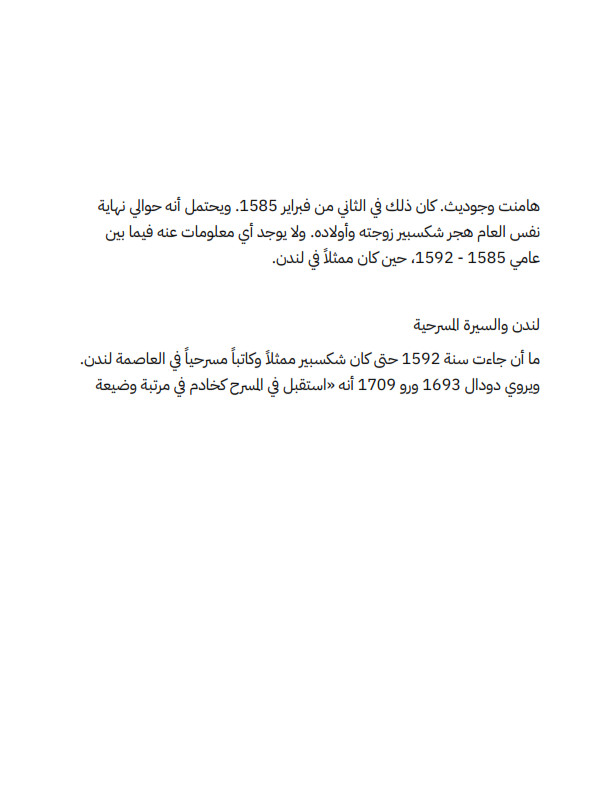 هامنت وجوديث. كان ذلك في الثاني من فبراير 1585. ويحتمل أنه حوالي نهاية
نفس العام هجر شكسبير زوجته وأولاده. ولا يوجد أي معلومات عنه فيما بين
عامي 1585 - 1592، حين كان ممثلاً في لندن.
لندن والسيرة المسرحية
ما أن جاءت سنة 1592 حتى كان شكسبير ممثلاً وكاتباً مسرحياً في العاصمة لندن.
ويروي دودال 1693 ورو 1709 أنه «استقبل في المسرح كخادم في مرتبة وضيعة